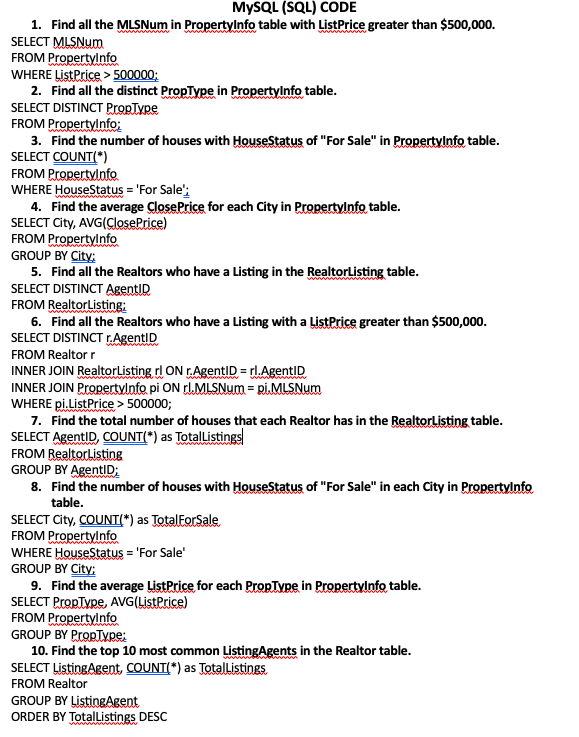 MySQL (SQL) CODE
1. Find all the MLSNum in PropertyInfo table with ListPrice greater than $500,000.
SELECT MLSNum
FROM PropertyInfo
WHERE ListPrice > 500000;
2. Find all the distinct PropType in PropertyInfo table.
SELECT DISTINCT PropType
FROM PropertyInfo;
3. Find the number of houses with HouseStatus of "For Sale" in PropertyInfo table.
SELECT COUNT(*)
FROM PropertyInfo
WHERE HouseStatus = 'For Sale';
4. Find the average ClosePrice for each City in PropertyInfo table.
SELECT City, AVG(ClosePrice)
FROM PropertyInfo
GROUP BY City;
5. Find all the Realtors who have a Listing in the RealtorListing table.
SELECT DISTINCT AgentID
FROM RealtorListing;
6. Find all the Realtors who have a Listing with a ListPrice greater than $500,000.
SELECT DISTINCT r.AgentID
FROM Realtor r
INNER JOIN RealtorListing rl ON r.AgentID = rl.AgentID
INNER JOIN PropertyInfo pi ON rl.MLSNum = pi.MLSNum
WHERE pi.ListPrice > 500000;
7. Find the total number of houses that each Realtor has in the RealtorListing table.
SELECT AgentID, COUNT(*) as TotalListings
FROM RealtorListing
GROUP BY AgentID;
8. Find the number of houses with HouseStatus of "For Sale" in each City in PropertyInfo
table.
SELECT City, COUNT(*) as TotalForSale
FROM PropertyInfo
WHERE HouseStatus = 'For Sale'
GROUP BY City;
9. Find the average ListPrice for each PropType in PropertyInfo table.
SELECT PropType, AVG(ListPrice)
FROM PropertyInfo
GROUP BY PropType;
10. Find the top 10 most common ListingAgents in the Realtor table.
SELECT ListingAgent, COUNT(*) as TotalListings
FROM Realtor
GROUP BY ListingAgent
ORDER BY TotalListings DESC